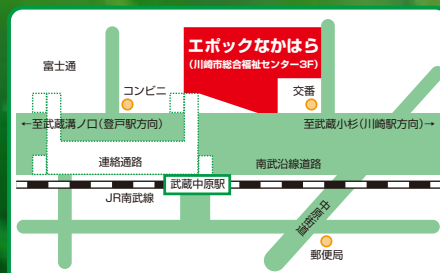 エポックなかはら
(川崎市総合福祉センター3F)
富士通
コンビニ
交番
←至武蔵溝ノ口(登戸駅方向)
至武蔵小杉(川崎駅方向)→
連絡通路
南武沿線道路
武蔵中原駅
JR南武線
中原街道
郵便局